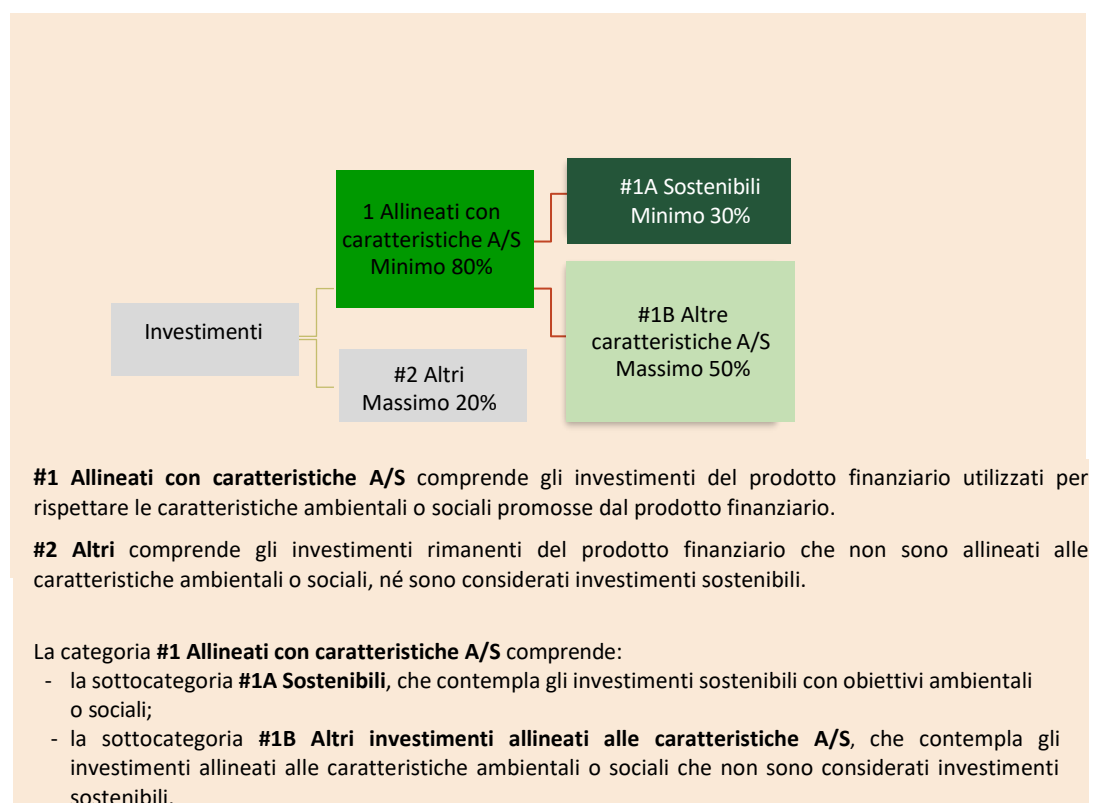 #1A Sostenibili
Minimo 30%
1 Allineati con
caratteristiche A/S
Minimo 80%
#1B Altre
caratteristiche A/S
Massimo 50%
Investimenti
#2 Altri
Massimo 20%
#1 Allineati con caratteristiche A/S comprende gli investimenti del prodotto finanziario utilizzati per
rispettare le caratteristiche ambientali o sociali promosse dal prodotto finanziario.
#2 Altri comprende gli investimenti rimanenti del prodotto finanziario che non sono allineati alle
caratteristiche ambientali o sociali, né sono considerati investimenti sostenibili.
La categoria #1 Allineati con caratteristiche A/S comprende:
- la sottocategoria #1A Sostenibili, che contempla gli investimenti sostenibili con obiettivi ambientali
o sociali;
- la sottocategoria #1B Altri investimenti allineati alle caratteristiche A/S, che contempla gli
investimenti allineati alle caratteristiche ambientali o sociali che non sono considerati investimenti
sostenibili.